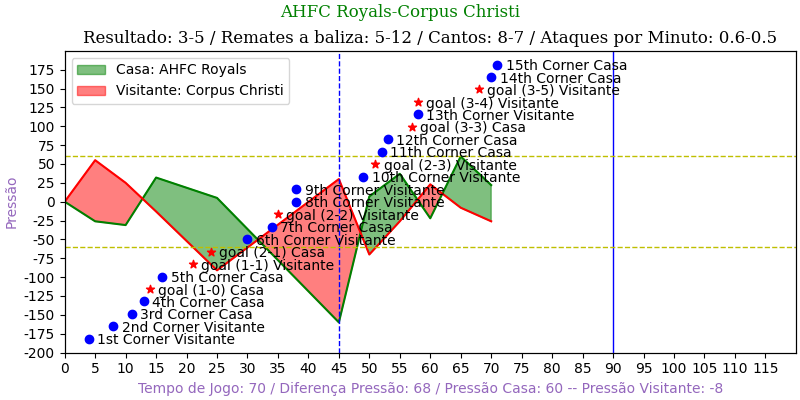 AHFC Royals-Corpus Christi
Resultado: 3-5 / Remates a baliza: 5-12 / Cantos: 8-7 / Ataques por Minuto: 0.6-0.5
Casa: AHFC Royals
Visitante: Corpus Christi
Pressão
175
150
125
100
75
50
25
0
-25
-50
-75
-100
-125
-150
-175
-200
15th Corner Casa
14th Corner Casa
goal (3-5) Visitante
goal (3-4) Visitante
13th Corner Visitante
goal (3-3) Casa
12th Corner Casa
11th Corner Casa
goal (2-3) Visitante
10th Corner Visitante
9th Corner Visitante
8th Corner Visitante
goal (2-2) Visitante
7th Corner Casa
6th Corner Visitante
goal (2-1) Casa
goal (1-1) Visitante
5th Corner Casa
goal (1-0) Casa
4th Corner Casa
3rd Corner Casa
2nd Corner Visitante
1st Corner Visitante
0 5 10 15 20 25 30 35 40 45 50 55 60 65 70 75 80 85 90 95 100 105 110 115
Tempo de Jogo: 70 / Diferença Pressão: 68 / Pressão Casa: 60 -- Pressão Visitante: -8